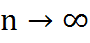 n → ∞